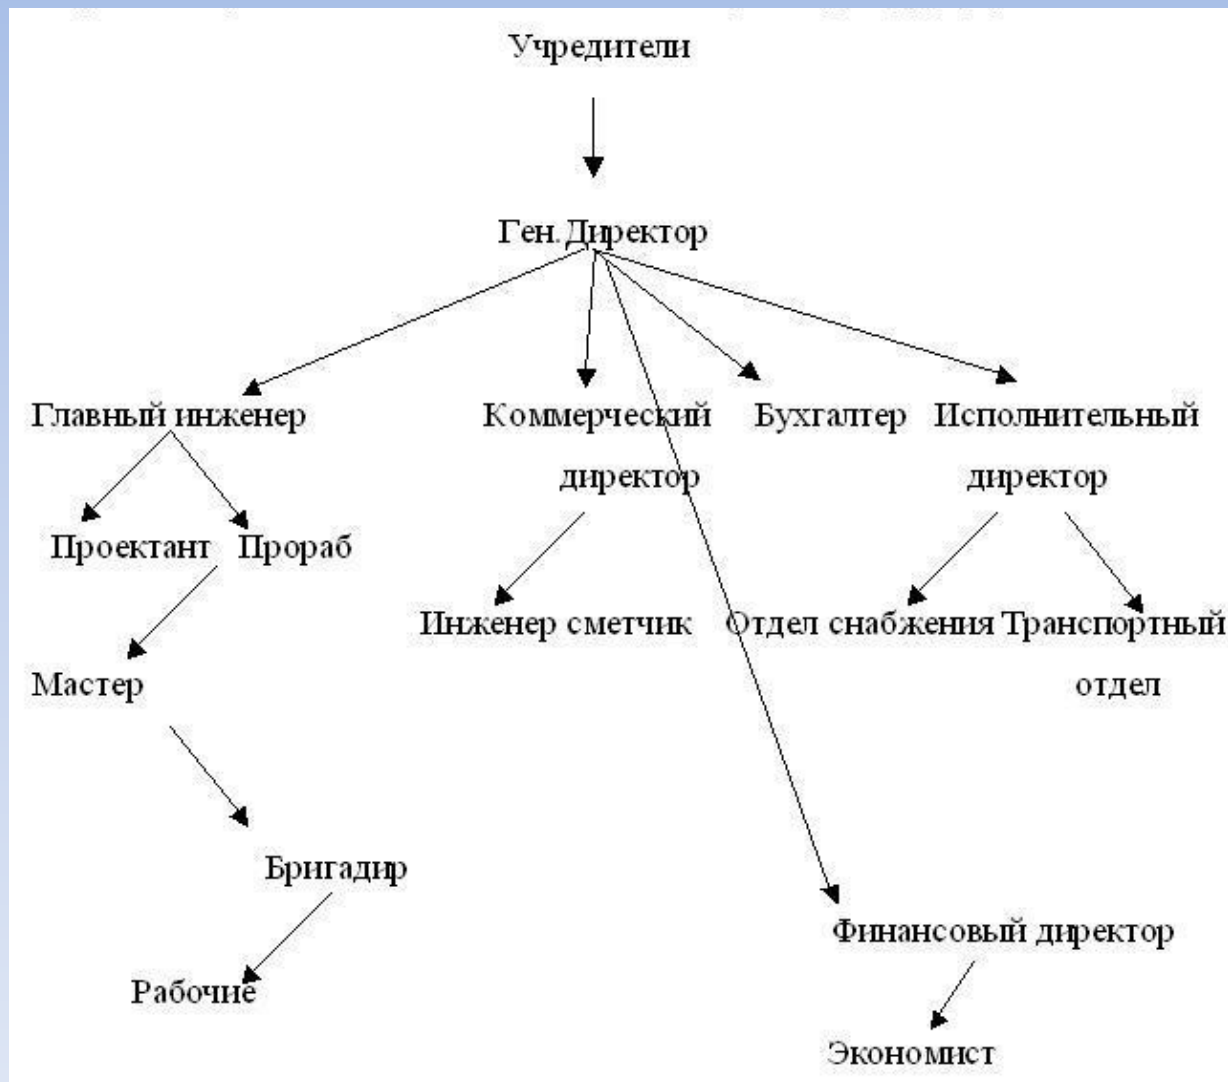 Учредители
Ген. Директор
Главный инженер
Коммерческий
директор
Бухгалтер
Исполнительный
директор
Проектант
Прораб
Инженер сметчик
Отдел снабжения
Транспортный
отдел
Мастер
Бригадир
Рабочие
Финансовый директор
Экономист